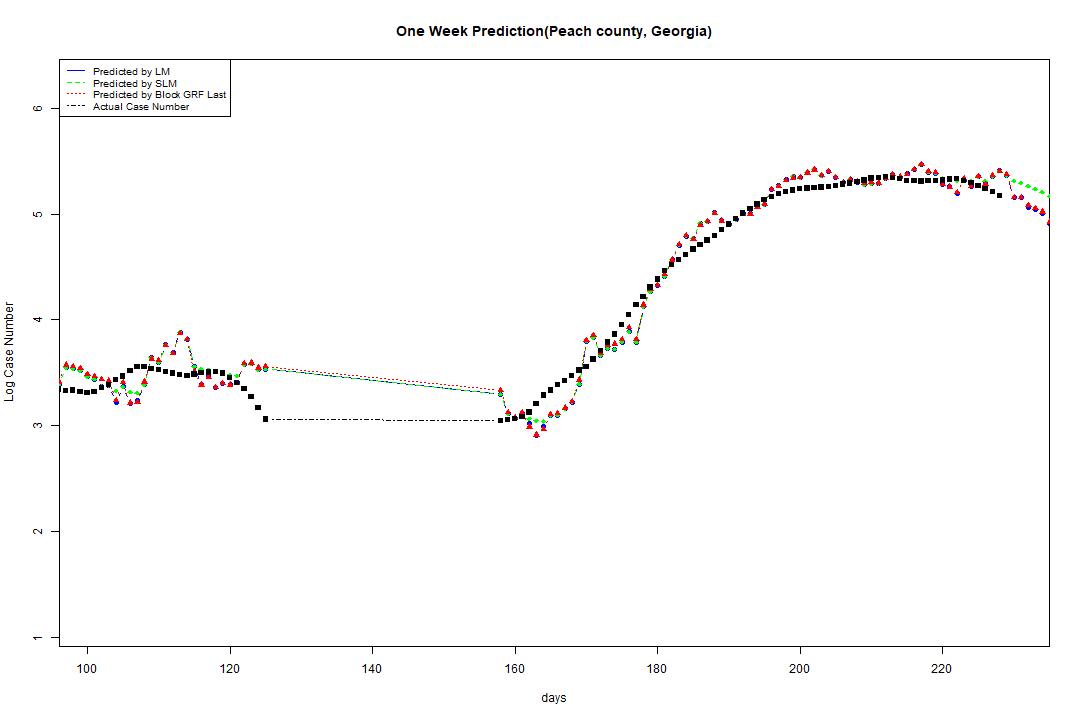 One Week Prediction(Peach county, Georgia)
Predicted by LM
Predicted by SLM
Predicted by Block GRF Last
Actual Case Number
6
5
4
3
2
1
Log Case Number
100 120 140 160 180 200 220
days